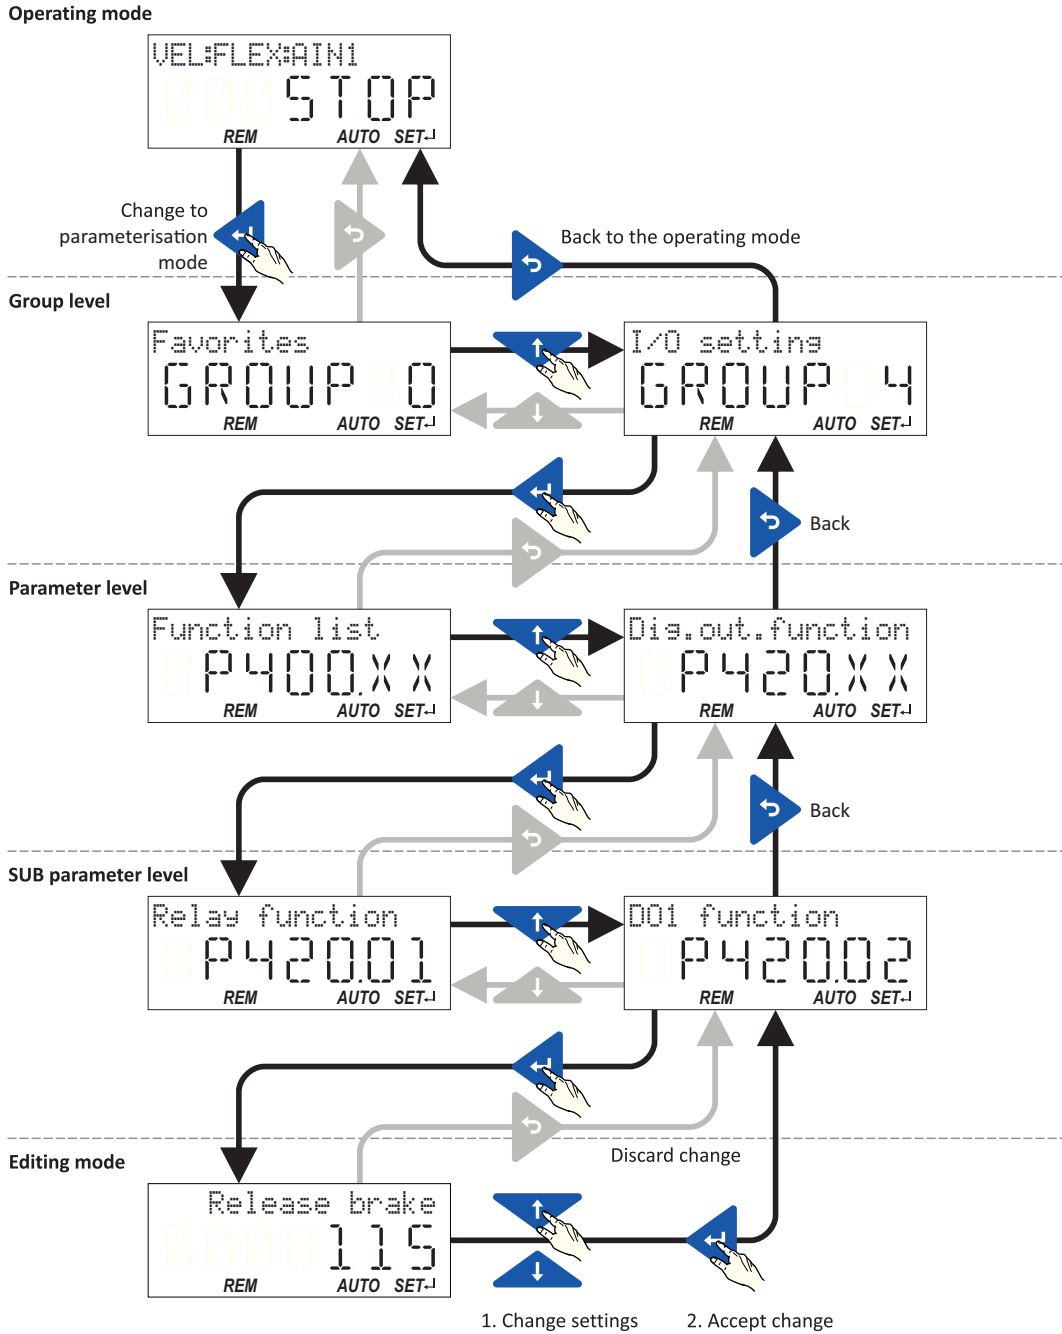 Operating mode
VEL:FLEX:AIN1
STOP
REM AUTO SET
Change to
parameterisation
mode
Back to the operating mode
Group level
Favorites
GROUP 0
REM AUTO SET
I/O setting
GROUP 4
REM AUTO SET
Back
Parameter level
Function list
P400.XX
REM AUTO SET
Dig.out.function
P420.XX
REM AUTO SET
Back
SUB parameter level
Relay function
P420.01
REM AUTO SET
DO1 function
P420.02
REM AUTO SET
Discard change
Editing mode
Release brake
115
REM AUTO SET
1. Change settings
2. Accept change